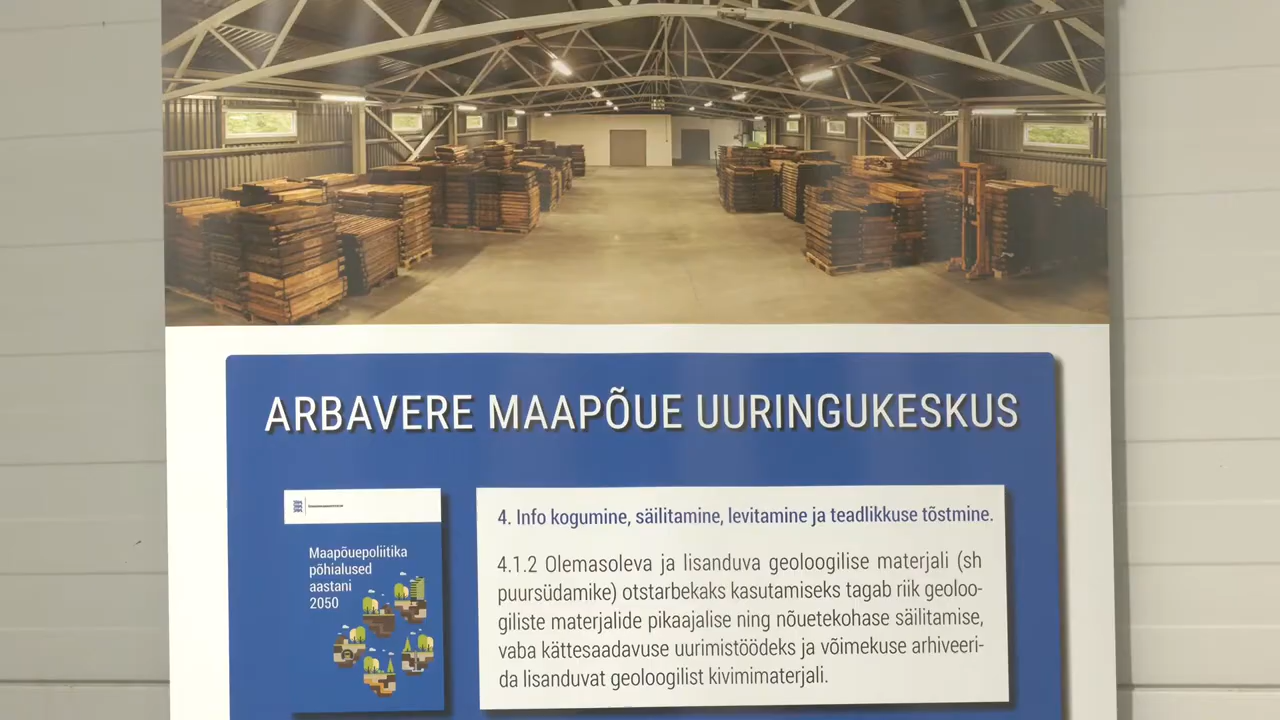 ARBAVERE MAAPÕUE UURINGUKESKUS
Maapõuepoliitika
põhialused
aastani
2050
4. Info kogumine, säilitamine, levitamine ja teadlikkuse tõstmine.
4.1.2 Olemasoleva ja lisanduva geoloogilise materjali (sh
puursüdamike) otstarbekaks kasutamiseks tagab riik geoloo-
giliste materjalide pikaajalise ning nõuetekohase säilitamise,
vaba kättesaadavuse uurimistöödeks ja võimekuse arhiveeri-
da lisanduvat geoloogilist kivimimaterjali.